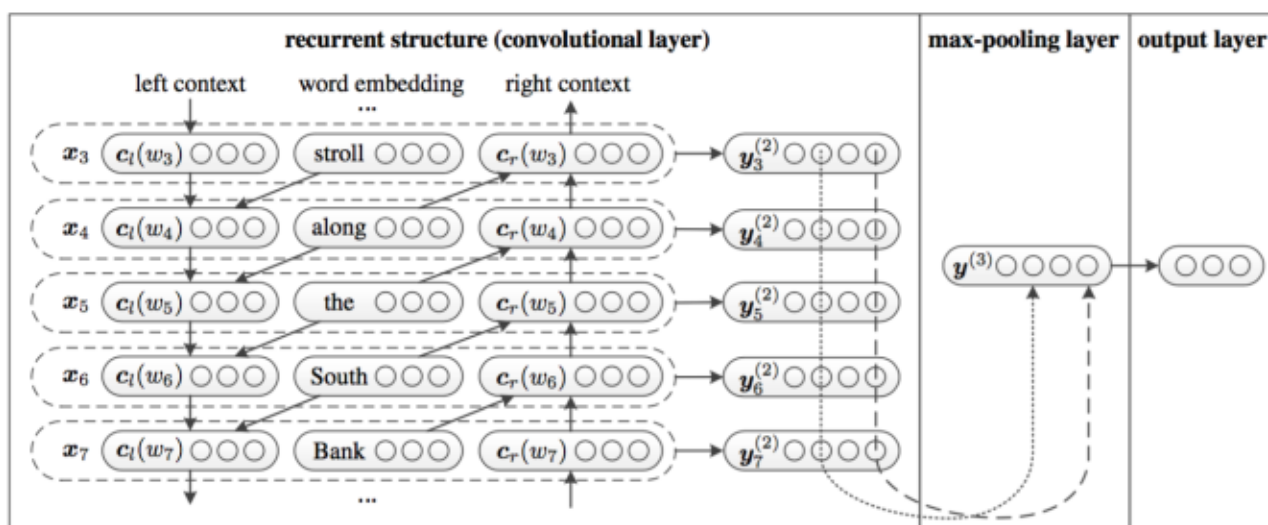 recurrent structure (convolutional layer) max-pooling layer output layer
left context word embedding right context
...
x₃ cₗ(w₃) stroll cᵣ(w₃) y₃⁽²⁾
x₄ cₗ(w₄) along cᵣ(w₄) y₄⁽²⁾
y⁽³⁾
x₅ cₗ(w₅) the cᵣ(w₅) y₅⁽²⁾
x₆ cₗ(w₆) South cᵣ(w₆) y₆⁽²⁾
x₇ cₗ(w₇) Bank cᵣ(w₇) y₇⁽²⁾
...